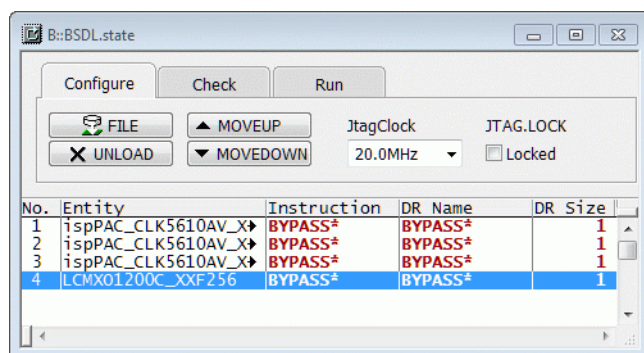 B::BSDL.state
Configure Check Run
FILE MOVEUP JtagClock JTAG.LOCK
UNLOAD MOVEDOWN 20.0MHz Locked
No. Entity Instruction DR Name DR Size
1 ispPAC_CLK5610AV_X BYPASS* BYPASS* 1
2 ispPAC_CLK5610AV_X BYPASS* BYPASS* 1
3 ispPAC_CLK5610AV_X BYPASS* BYPASS* 1
4 LCMXO1200C_XXF256 BYPASS* BYPASS* 1